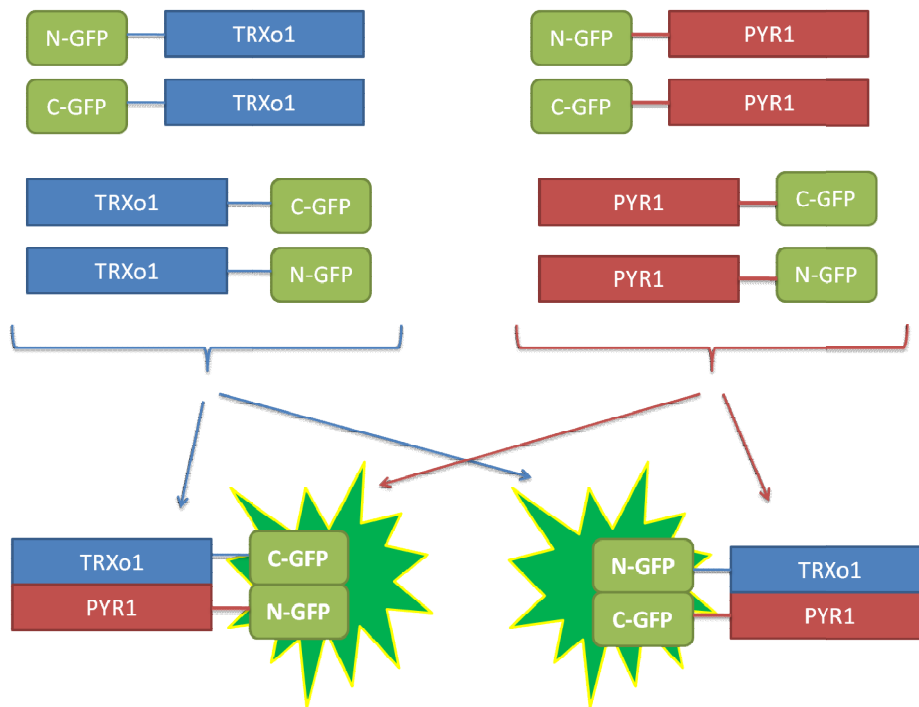 N-GFP TRXo1
C-GFP TRXo1
TRXo1 C-GFP
TRXo1 N-GFP
N-GFP PYR1
C-GFP PYR1
PYR1 C-GFP
PYR1 N-GFP
TRXo1 C-GFP
PYR1 N-GFP
N-GFP TRXo1
C-GFP PYR1